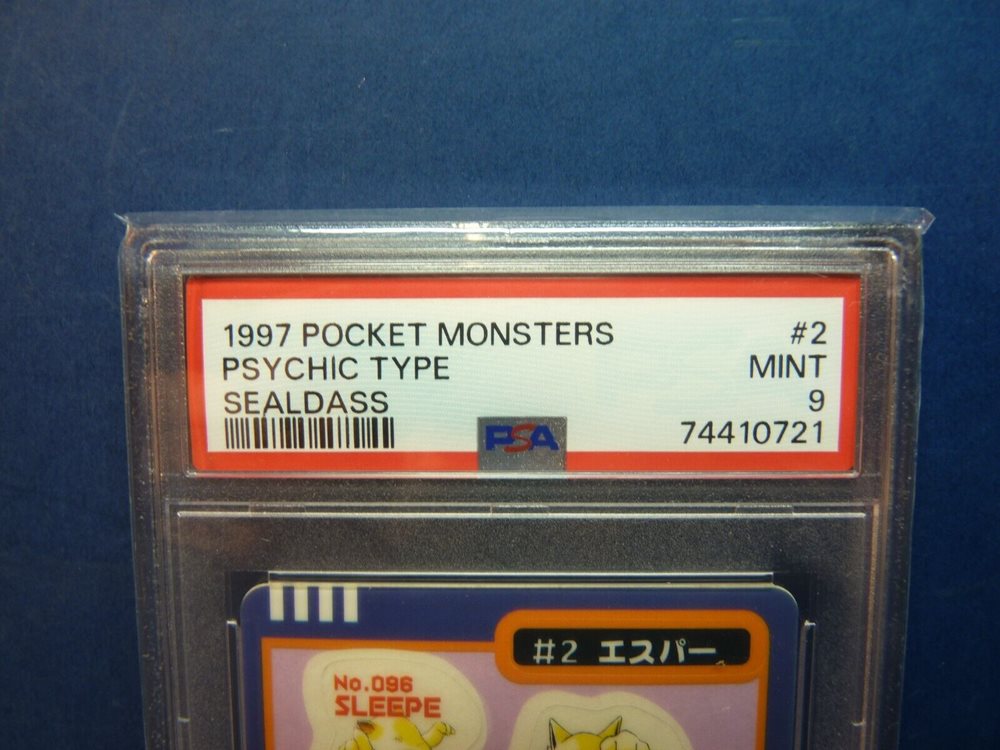 1997 POCKET MONSTERS #2
PSYCHIC TYPE MINT
SEALDASS 9
PSA 74410721
#2 エスパー
No.096
SLEEPE